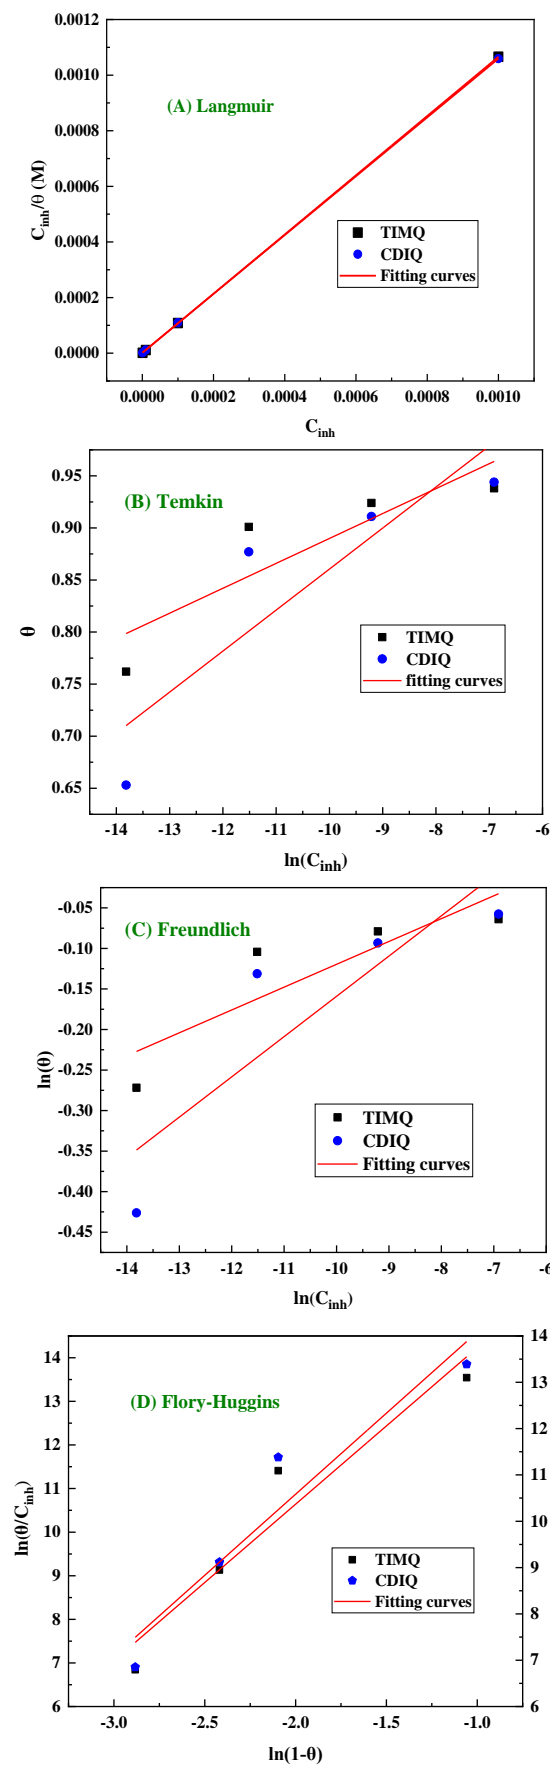 0.0012
0.0010
0.0008
0.0006
0.0004
0.0002
0.0000
C_inh/θ (M)
(A) Langmuir
TIMQ
CDIQ
Fitting curves
0.0000 0.0002 0.0004 0.0006 0.0008 0.0010
C_inh
0.95
0.90
0.85
0.80
0.75
0.70
0.65
θ
(B) Temkin
TIMQ
CDIQ
fitting curves
-14 -13 -12 -11 -10 -9 -8 -7 -6
ln(C_inh)
-0.05
-0.10
-0.15
-0.20
-0.25
-0.30
-0.35
-0.40
-0.45
ln(θ)
(C) Freundlich
TIMQ
CDIQ
Fitting curves
-14 -13 -12 -11 -10 -9 -8 -7 -6
ln(C_inh)
14
13
12
11
10
9
8
7
6
ln(θ/C_inh)
(D) Flory-Huggins
TIMQ
CDIQ
Fitting curves
14
13
12
11
10
9
8
7
6
-3.0 -2.5 -2.0 -1.5 -1.0
ln(1-θ)